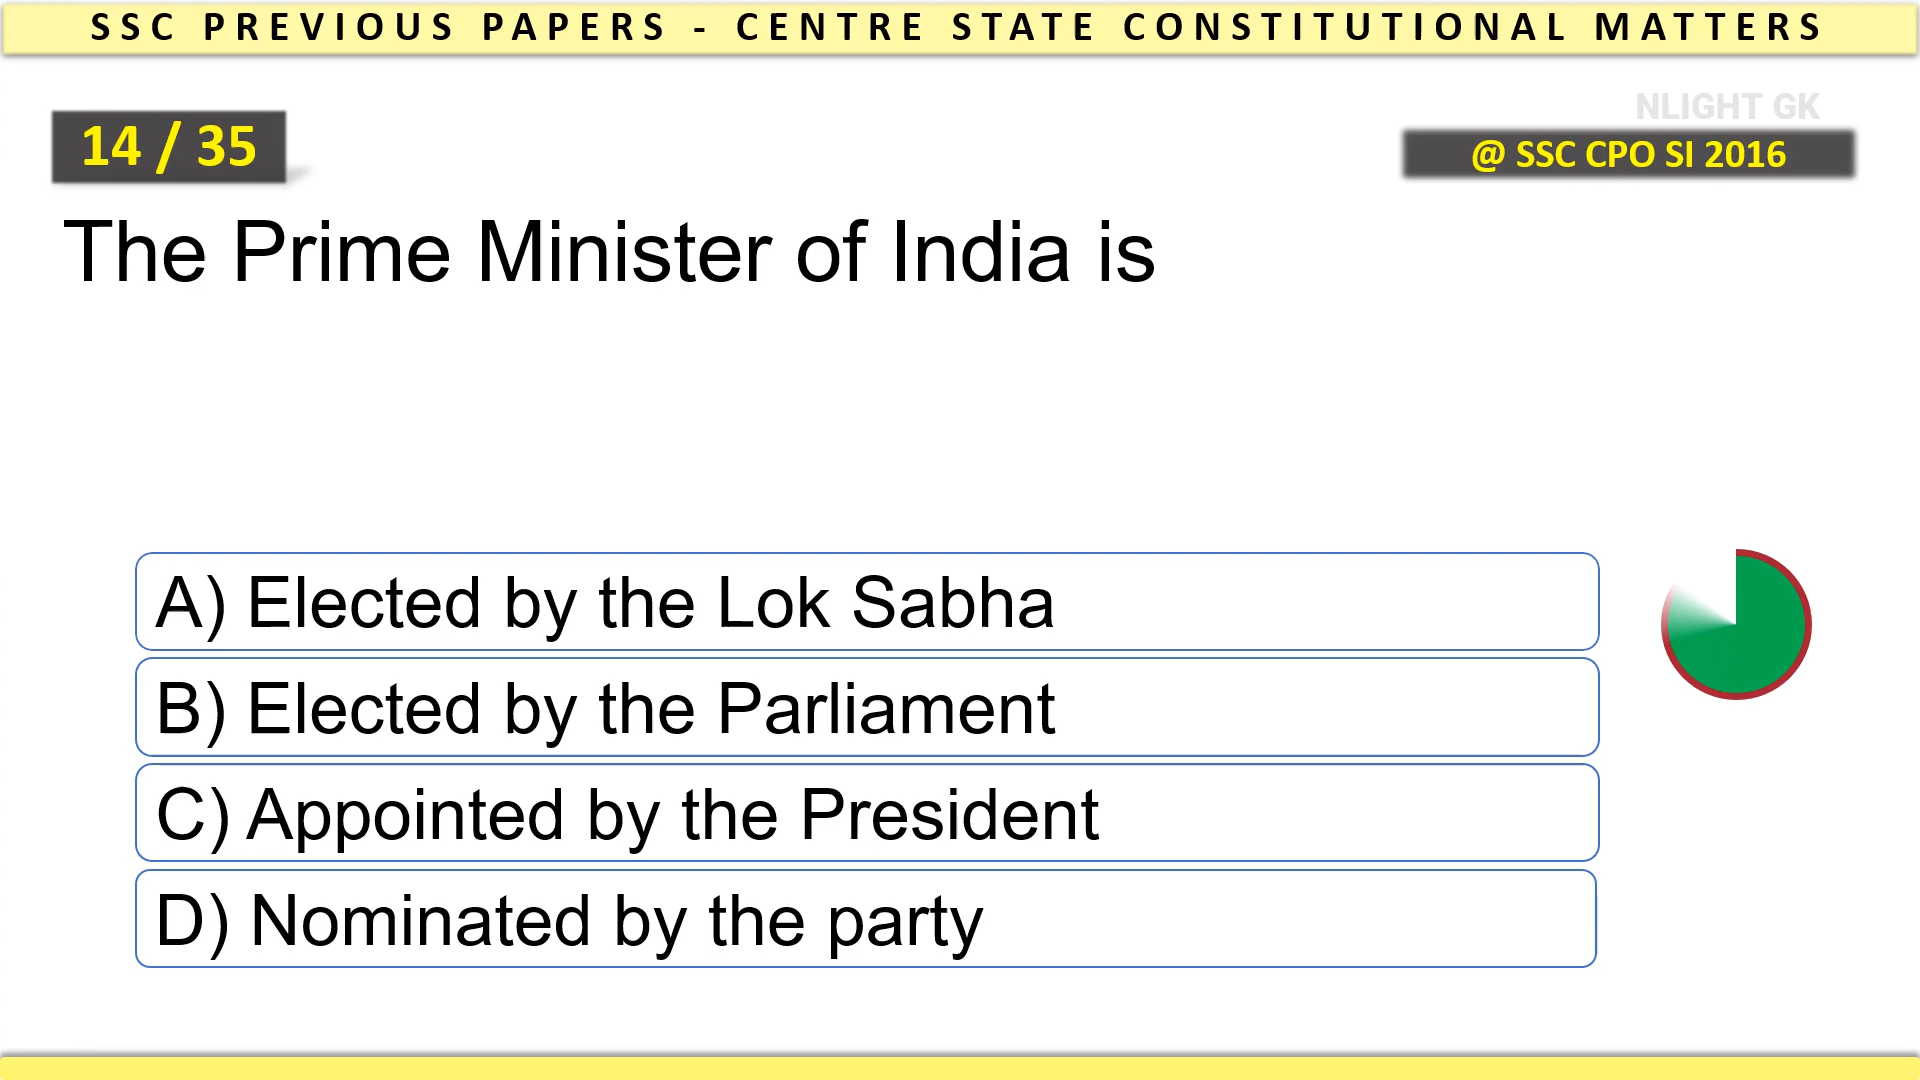 SSC PREVIOUS PAPERS - CENTRE STATE CONSTITUTIONAL MATTERS
NLIGHT GK
14 / 35
@ SSC CPO SI 2016
The Prime Minister of India is
A) Elected by the Lok Sabha
B) Elected by the Parliament
C) Appointed by the President
D) Nominated by the party